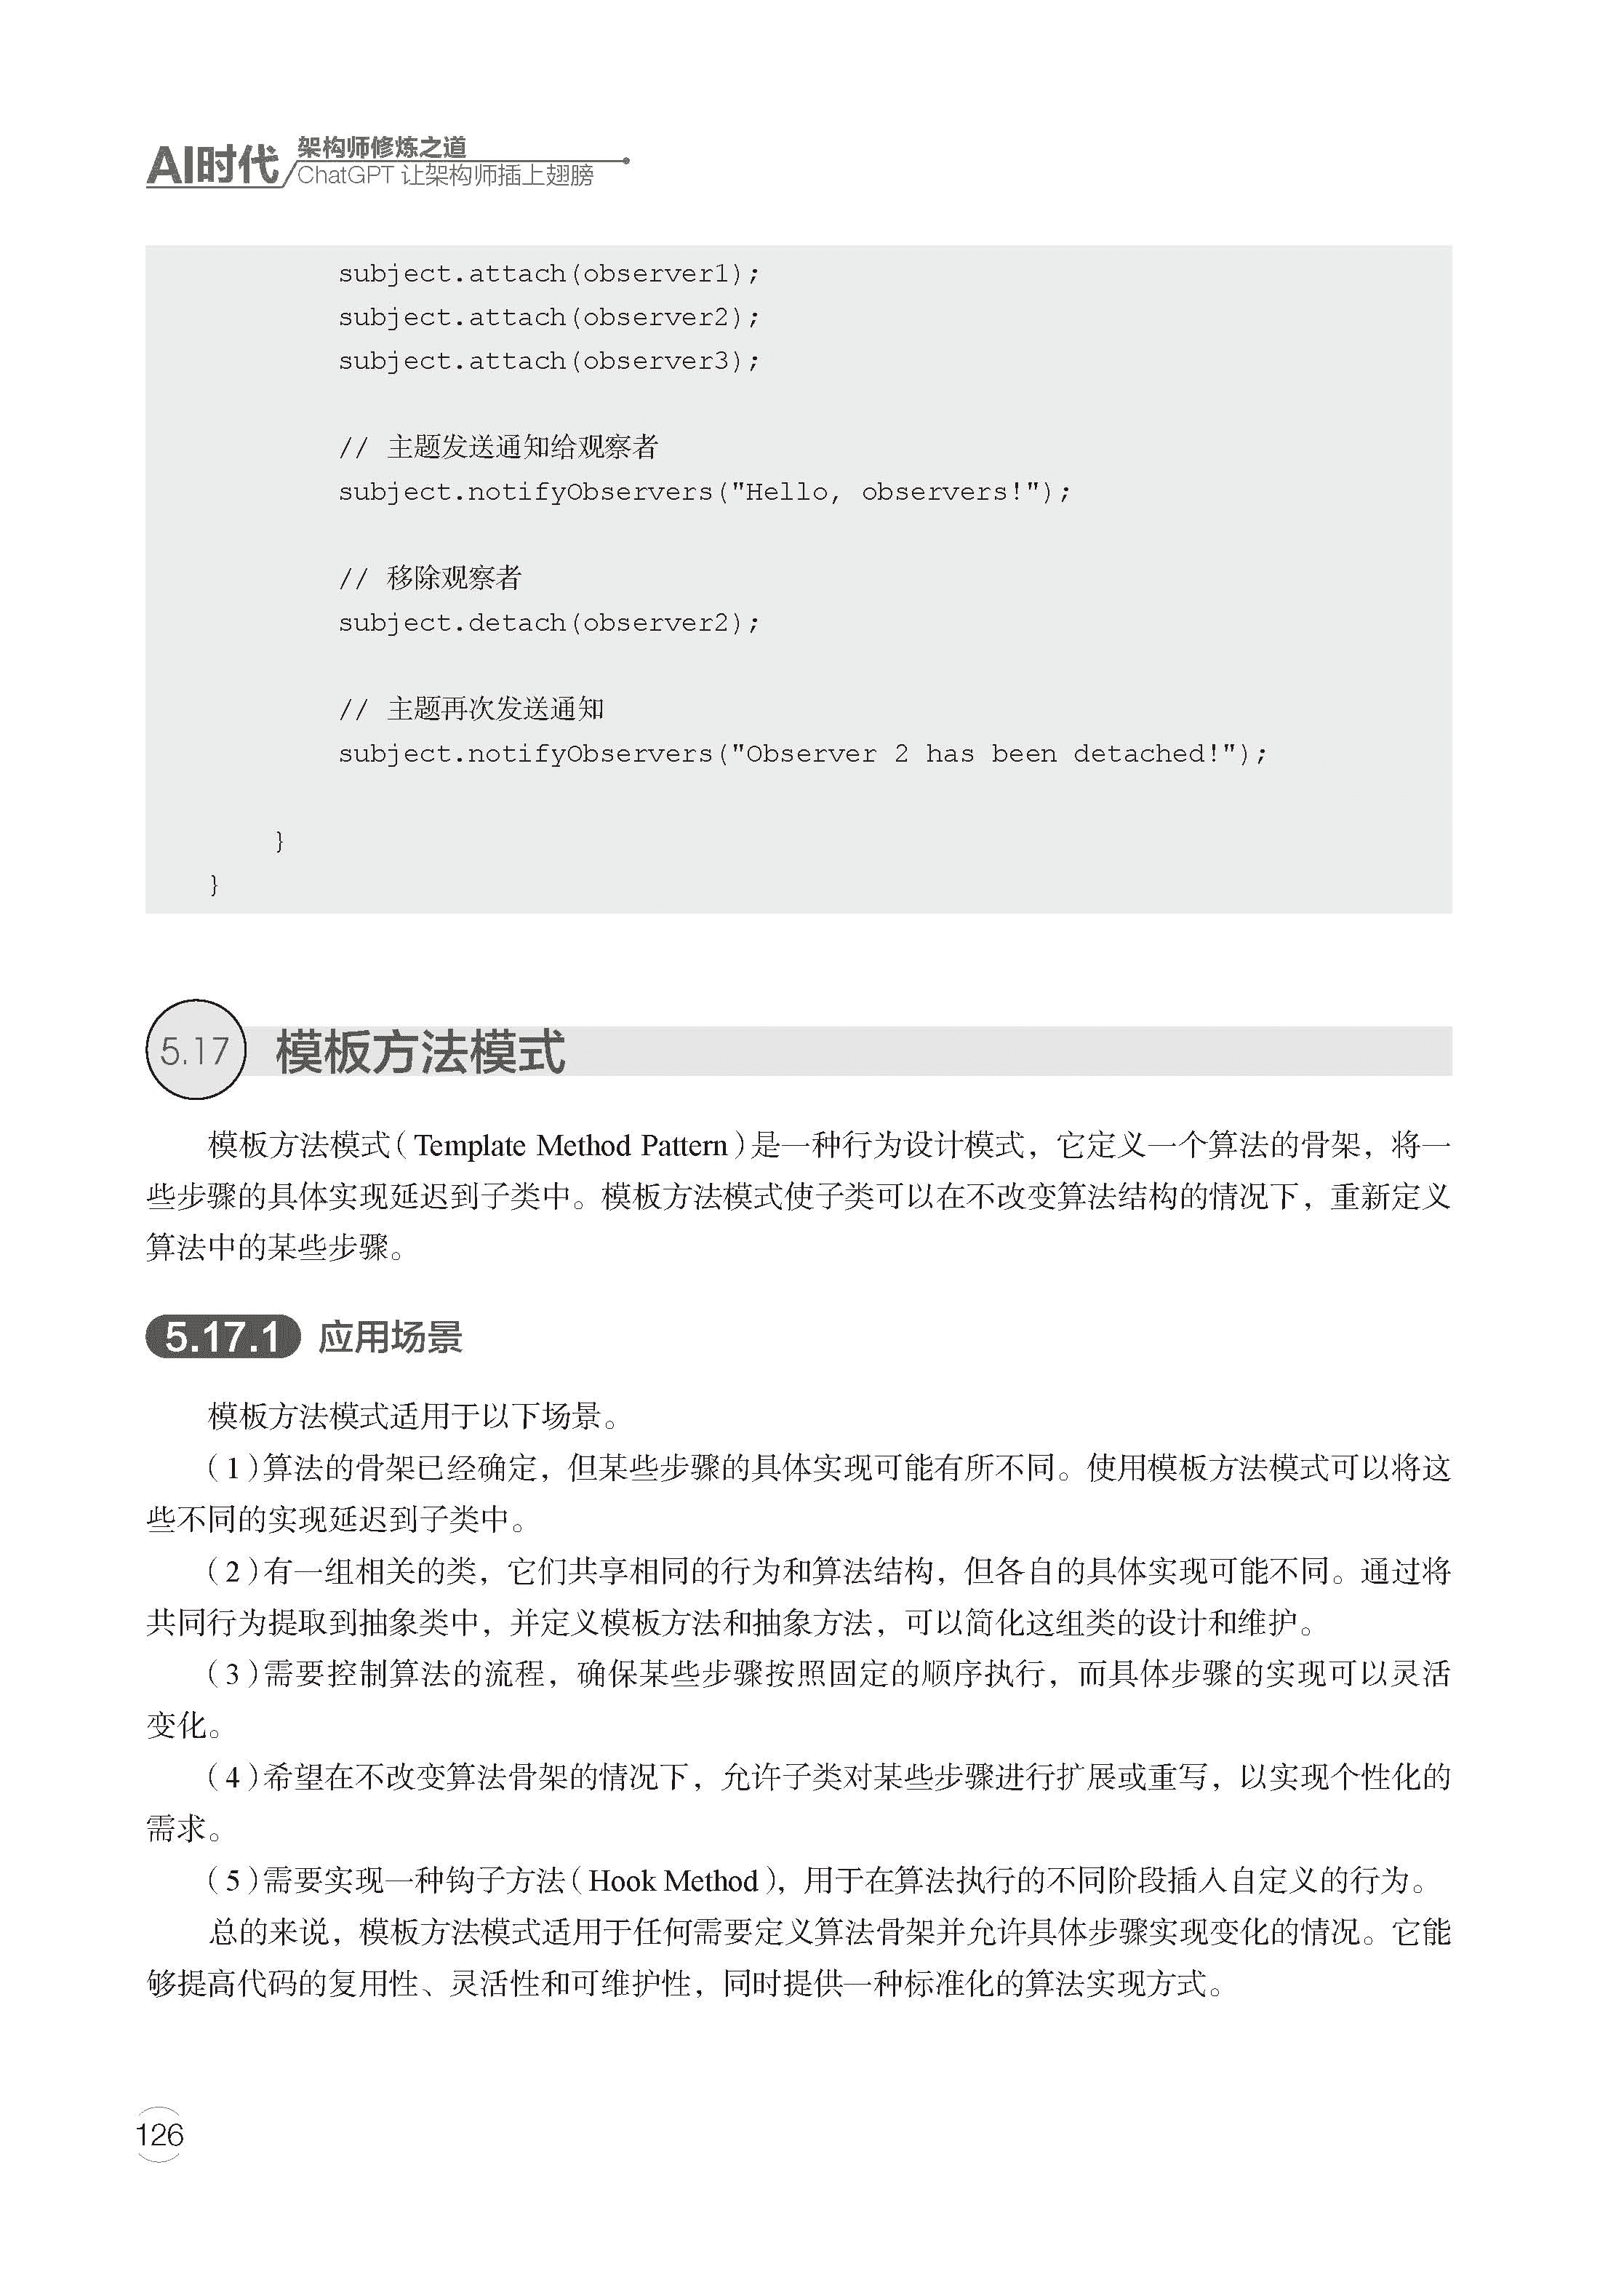 AI时代 架构师修炼之道
ChatGPT 让架构师插上翅膀
subject.attach(observer1);
subject.attach(observer2);
subject.attach(observer3);
// 主题发送通知给观察者
subject.notifyObservers("Hello, observers!");
// 移除观察者
subject.detach(observer2);
// 主题再次发送通知
subject.notifyObservers("Observer 2 has been detached!");
}
}
5.17 模板方法模式
模板方法模式（Template Method Pattern）是一种行为设计模式，它定义一个算法的骨架，将一
些步骤的具体实现延迟到子类中。模板方法模式使子类可以在不改变算法结构的情况下，重新定义
算法中的某些步骤。
5.17.1 应用场景
模板方法模式适用于以下场景。
（1）算法的骨架已经确定，但某些步骤的具体实现可能有所不同。使用模板方法模式可以将这
些不同的实现延迟到子类中。
（2）有一组相关的类，它们共享相同的行为和算法结构，但各自的具体实现可能不同。通过将
共同行为提取到抽象类中，并定义模板方法和抽象方法，可以简化这组类的设计和维护。
（3）需要控制算法的流程，确保某些步骤按照固定的顺序执行，而具体步骤的实现可以灵活
变化。
（4）希望在不改变算法骨架的情况下，允许子类对某些步骤进行扩展或重写，以实现个性化的
需求。
（5）需要实现一种钩子方法（Hook Method），用于在算法执行的不同阶段插入自定义的行为。
总的来说，模板方法模式适用于任何需要定义算法骨架并允许具体步骤实现变化的情况。它能
够提高代码的复用性、灵活性和可维护性，同时提供一种标准化的算法实现方式。
126